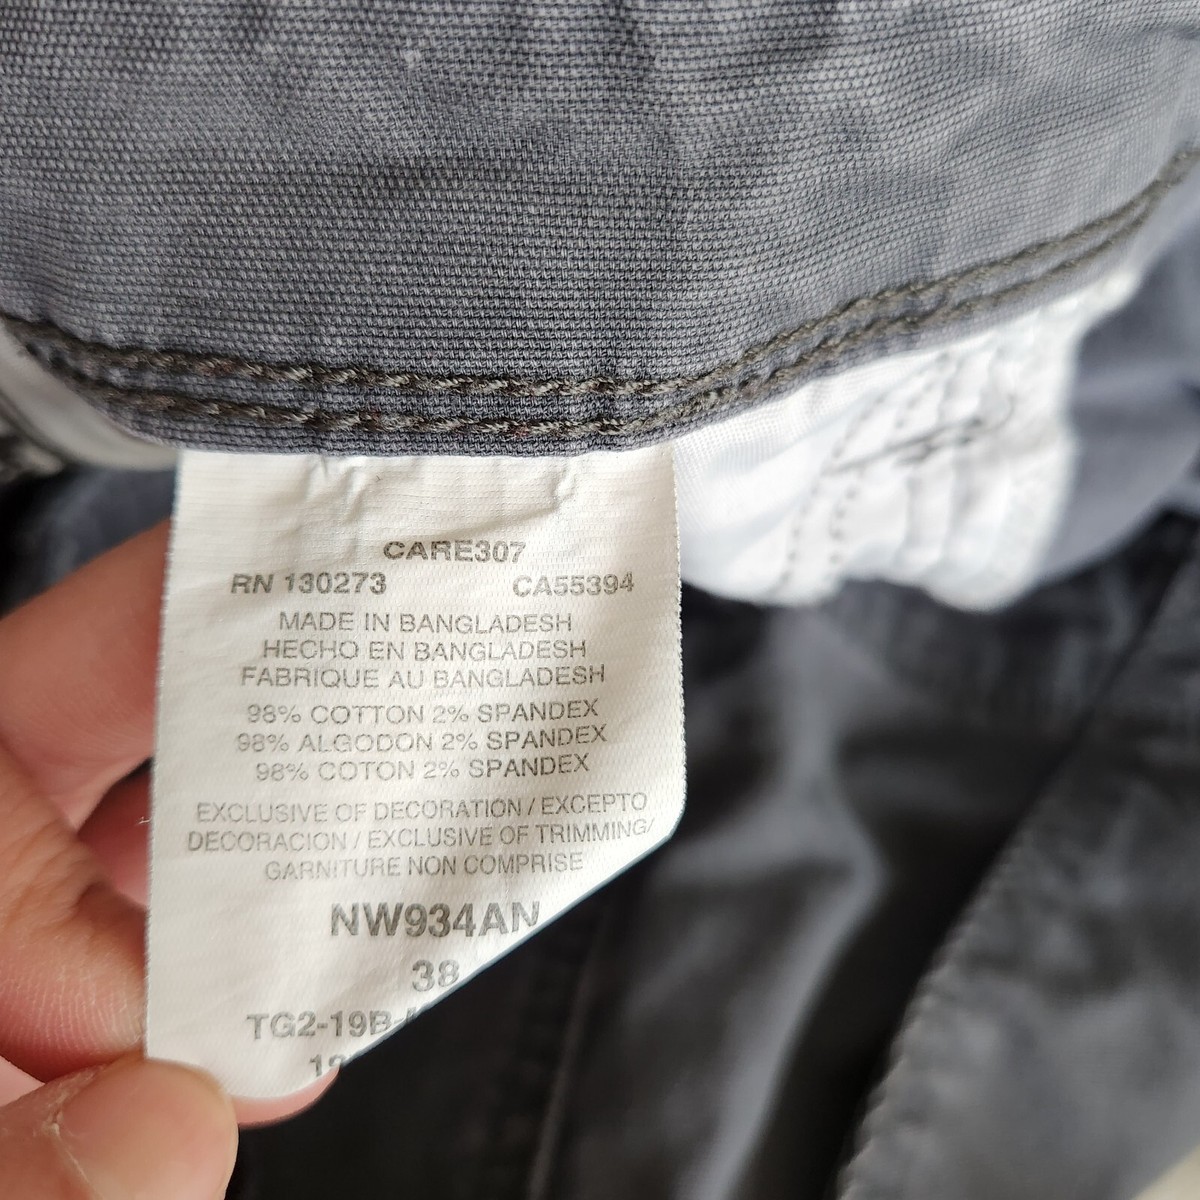 CARE307
RN 130273 CA55394
MADE IN BANGLADESH
HECHO EN BANGLADESH
FABRIQUE AU BANGLADESH
98% COTTON 2% SPANDEX
98% ALGODON 2% SPANDEX
98% COTON 2% SPANDEX
EXCLUSIVE OF DECORATION / EXCEPTO
DECORACION / EXCLUSIVE OF TRIMMING/
GARNITURE NON COMPRISE
NW934AN
38
TG2-19B-